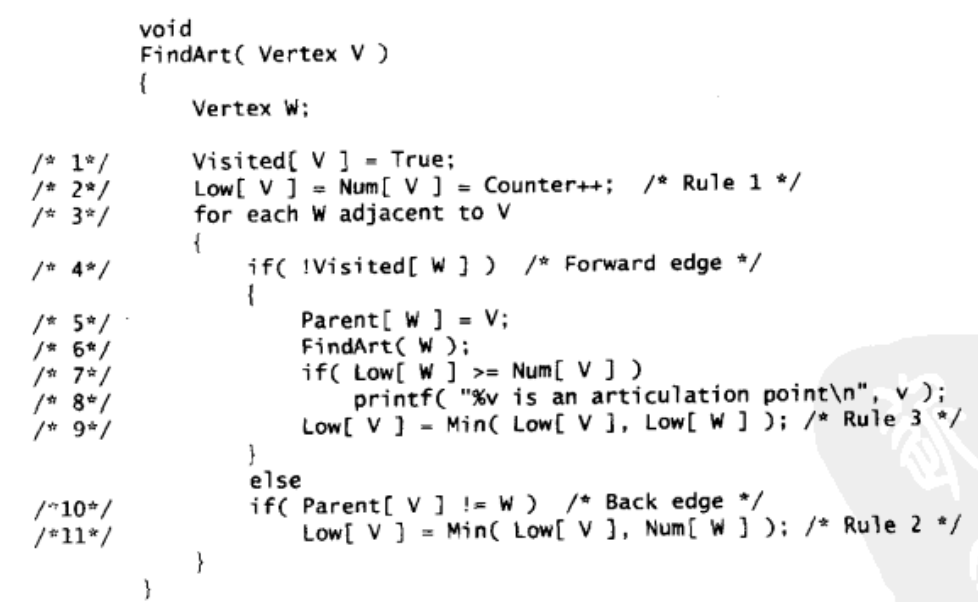 void
FindArt( Vertex V )
{
Vertex W;
/* 1*/ Visited[ V ] = True;
/* 2*/ Low[ V ] = Num[ V ] = Counter++; /* Rule 1 */
/* 3*/ for each W adjacent to V
{
/* 4*/ if( !Visited[ W ] ) /* Forward edge */
{
/* 5*/ Parent[ W ] = V;
/* 6*/ FindArt( W );
/* 7*/ if( Low[ W ] >= Num[ V ] )
/* 8*/ printf( "%v is an articulation point\n", v );
/* 9*/ Low[ V ] = Min( Low[ V ], Low[ W ] ); /* Rule 3 */
}
else
/*10*/ if( Parent[ V ] != W ) /* Back edge */
/*11*/ Low[ V ] = Min( Low[ V ], Num[ W ] ); /* Rule 2 */
}
}